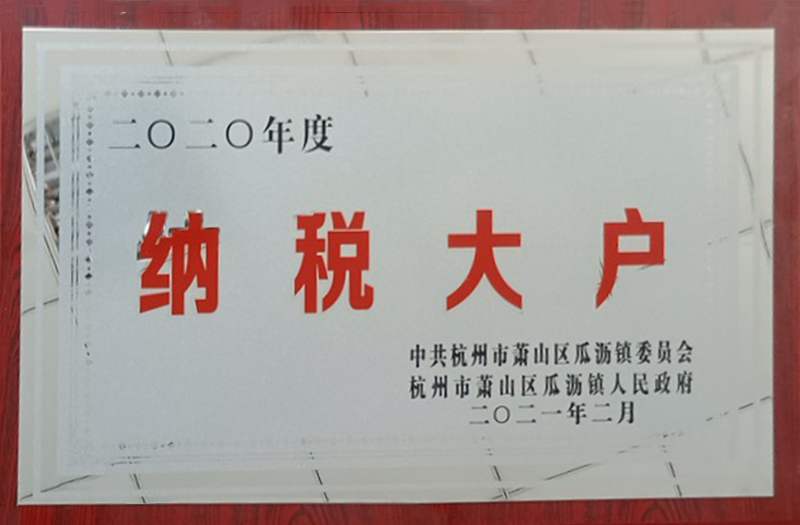 二〇二〇年度
纳税大户
中共杭州市萧山区瓜沥镇委员会
杭州市萧山区瓜沥镇人民政府
二〇二一年二月